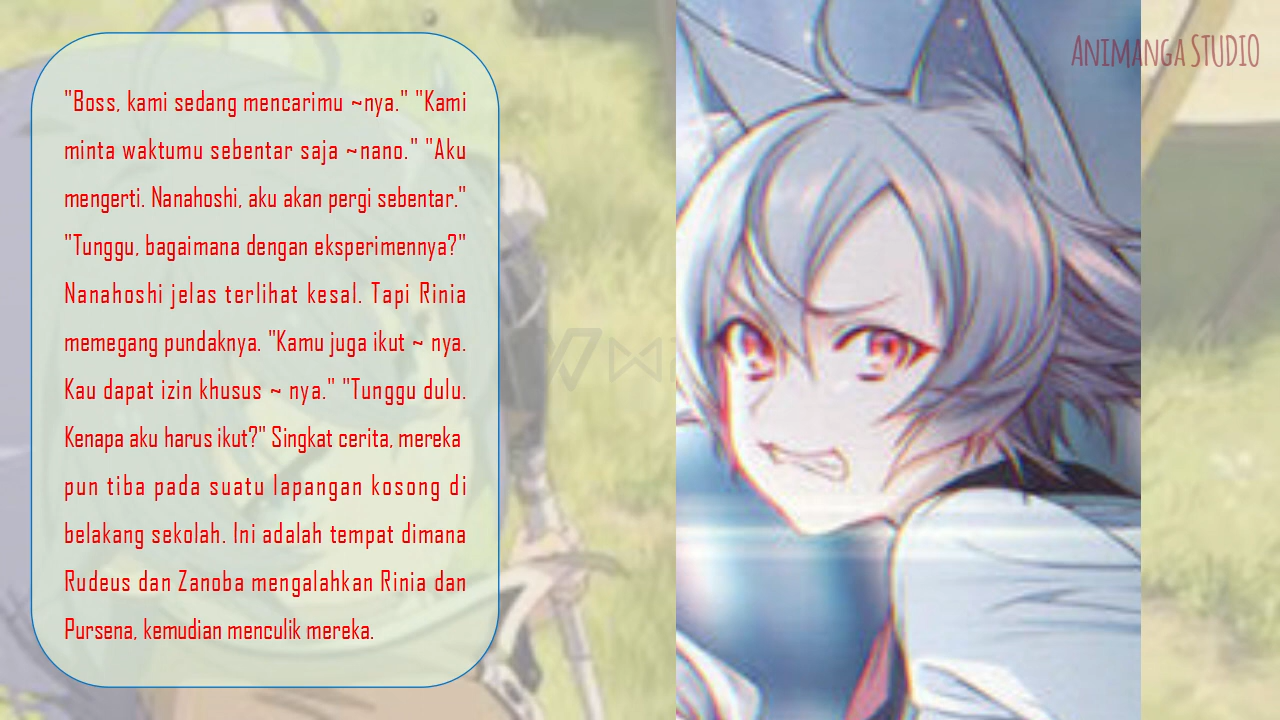 "Boss, kami sedang mencarimu ~nya." "Kami
minta waktumu sebentar saja ~nano." "Aku
mengerti. Nanahoshi, aku akan pergi sebentar."
"Tunggu, bagaimana dengan eksperimennya?"
Nanahoshi jelas terlihat kesal. Tapi Rinia
memegang pundaknya. "Kamu juga ikut ~ nya.
Kau dapat izin khusus ~ nya." "Tunggu dulu.
Kenapa aku harus ikut?" Singkat cerita, mereka
pun tiba pada suatu lapangan kosong di
belakang sekolah. Ini adalah tempat dimana
Rudeus dan Zanoba mengalahkan Rinia dan
Pursena, kemudian menculik mereka.
ANIMANGA STUDIO